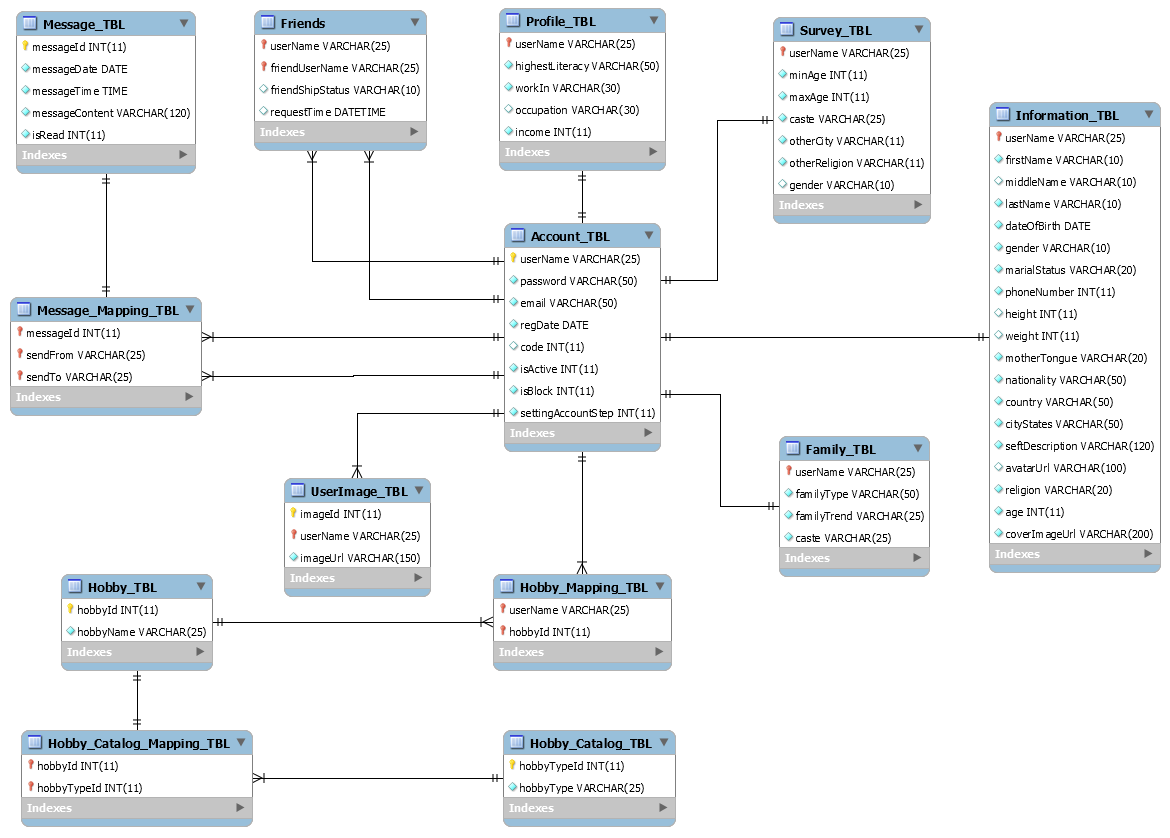 Message_TBL
messageId INT(11)
messageDate DATE
messageTime TIME
messageContent VARCHAR(120)
isRead INT(11)
Indexes
Friends
userName VARCHAR(25)
friendUserName VARCHAR(25)
friendShipStatus VARCHAR(10)
requestTime DATETIME
Indexes
Profile_TBL
userName VARCHAR(25)
highestLiteracy VARCHAR(50)
workIn VARCHAR(30)
occupation VARCHAR(30)
income INT(11)
Indexes
Survey_TBL
userName VARCHAR(25)
minAge INT(11)
maxAge INT(11)
caste VARCHAR(25)
otherCity VARCHAR(11)
otherReligion VARCHAR(11)
gender VARCHAR(10)
Indexes
Information_TBL
userName VARCHAR(25)
firstName VARCHAR(10)
middleName VARCHAR(10)
lastName VARCHAR(10)
dateOfBirth DATE
gender VARCHAR(10)
marialStatus VARCHAR(20)
phoneNumber INT(11)
height INT(11)
weight INT(11)
motherTongue VARCHAR(20)
nationality VARCHAR(50)
country VARCHAR(50)
cityStates VARCHAR(50)
seftDescription VARCHAR(120)
avatarUrl VARCHAR(100)
religion VARCHAR(20)
age INT(11)
coverImageUrl VARCHAR(200)
Indexes
Account_TBL
userName VARCHAR(25)
password VARCHAR(50)
email VARCHAR(50)
regDate DATE
code INT(11)
isActive INT(11)
isBlock INT(11)
settingAccountStep INT(11)
Indexes
Message_Mapping_TBL
messageId INT(11)
sendFrom VARCHAR(25)
sendTo VARCHAR(25)
Indexes
Family_TBL
userName VARCHAR(25)
familyType VARCHAR(50)
familyTrend VARCHAR(25)
caste VARCHAR(25)
Indexes
UserImage_TBL
imageId INT(11)
userName VARCHAR(25)
imageUrl VARCHAR(150)
Indexes
Hobby_TBL
hobbyId INT(11)
hobbyName VARCHAR(25)
Indexes
Hobby_Mapping_TBL
userName VARCHAR(25)
hobbyId INT(11)
Indexes
Hobby_Catalog_Mapping_TBL
hobbyId INT(11)
hobbyTypeId INT(11)
Indexes
Hobby_Catalog_TBL
hobbyTypeId INT(11)
hobbyType VARCHAR(25)
Indexes